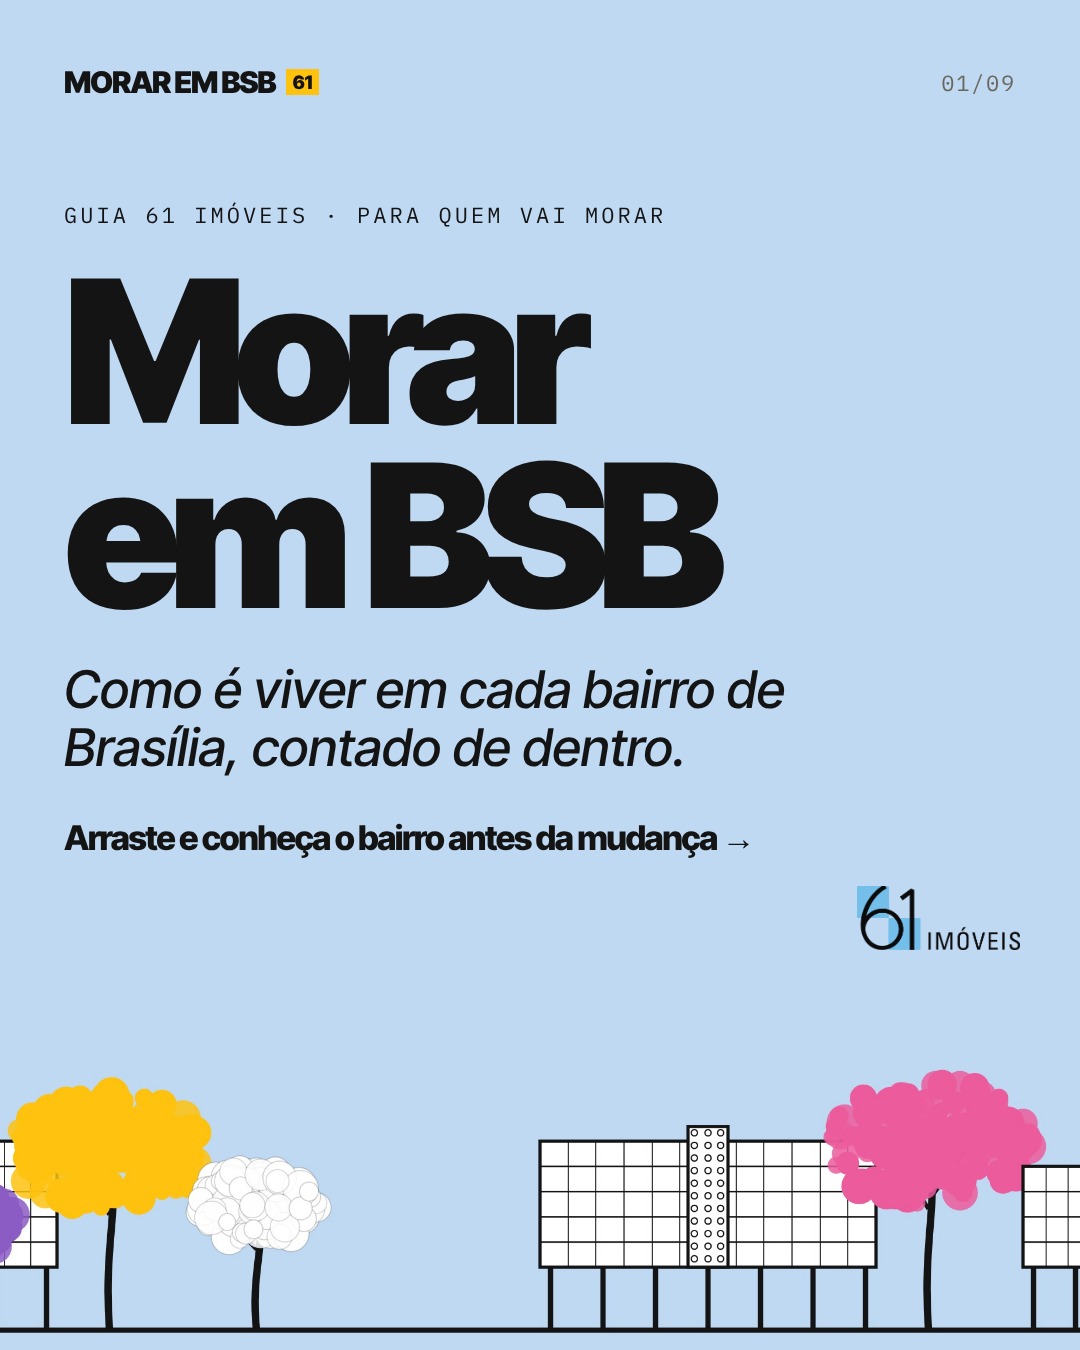 MORAR EM BSB 61
01/09
GUIA 61 IMÓVEIS · PARA QUEM VAI MORAR
Morar
em BSB
Como é viver em cada bairro de
Brasília, contado de dentro.
Arraste e conheça o bairro antes da mudança →
61 IMÓVEIS